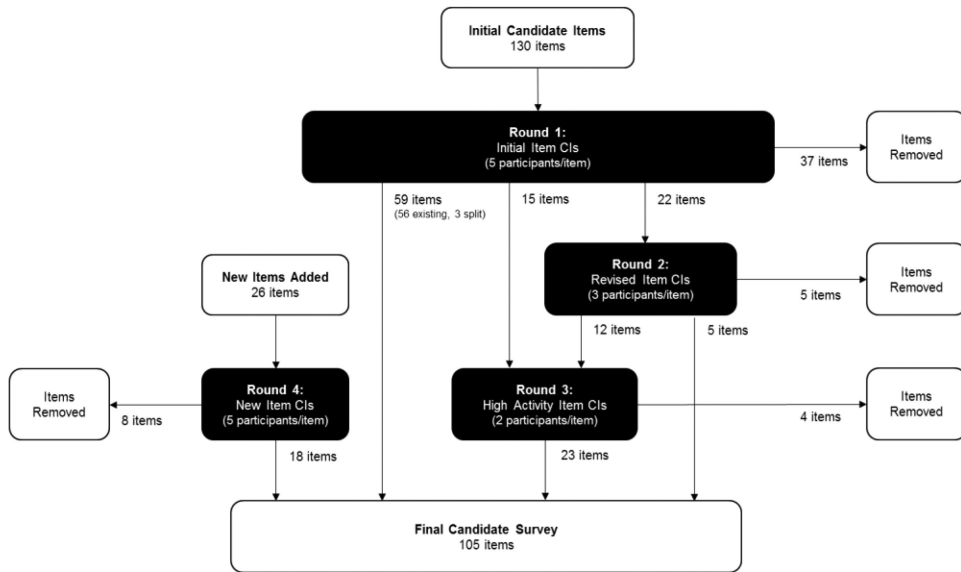 Initial Candidate Items
130 items
Round 1:
Initial Item CIs
(5 participants/item)
37 items
Items
Removed
59 items
(56 existing, 3 split)
15 items
22 items
New Items Added
26 items
Round 2:
Revised Item CIs
(3 participants/item)
5 items
Items
Removed
12 items
5 items
Items
Removed
8 items
Round 4:
New Item CIs
(5 participants/item)
Round 3:
High Activity Item CIs
(2 participants/item)
4 items
Items
Removed
18 items
23 items
Final Candidate Survey
105 items